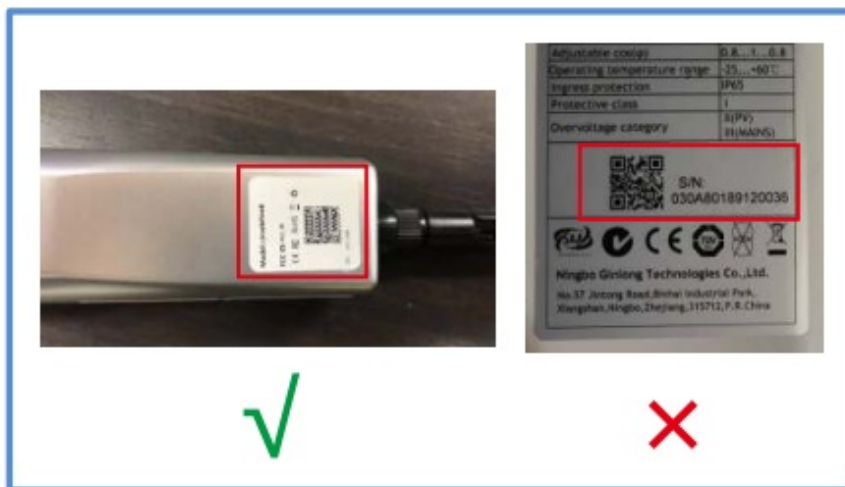 Adjustable cos(φ) 0.8...1...0.8
Operating temperature range -25...+60℃
Ingress protection IP65
Protective class I
Overvoltage category II(PV)
III(MAINS)
S/N:
030A80189120036
CE
Ningbo Ginlong Technologies Co.,Ltd.
No.57 Jintong Road,Binhai Industrial Park,
Xiangshan,Ningbo,Zhejiang,315712,P.R.China